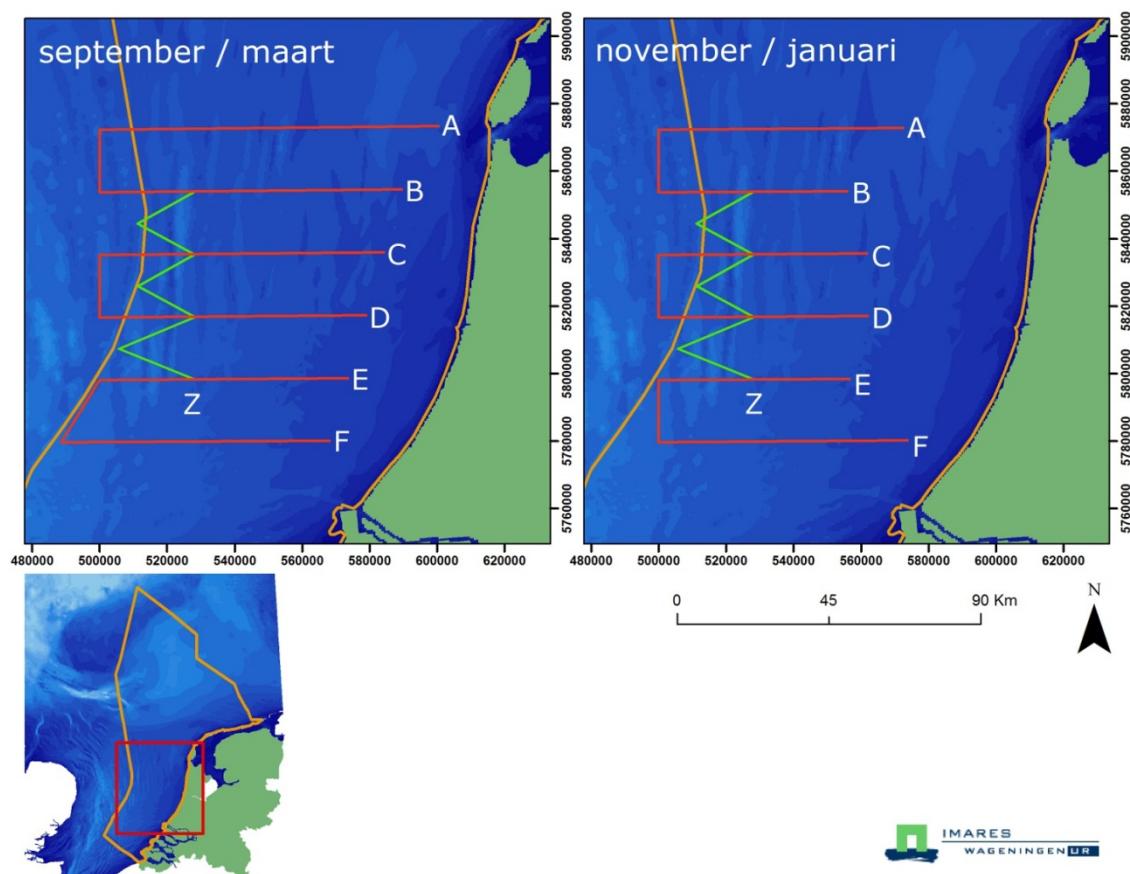 september / maart
A
B
C
D
E
Z
F
5900000
5880000
5860000
5840000
5820000
5800000
5780000
5760000
480000 500000 520000 540000 560000 580000 600000 620000
november / januari
A
B
C
D
E
Z
F
5900000
5880000
5860000
5840000
5820000
5800000
5780000
5760000
480000 500000 520000 540000 560000 580000 600000 620000
0 45 90 Km
N
IMARES
WAGENINGEN UR